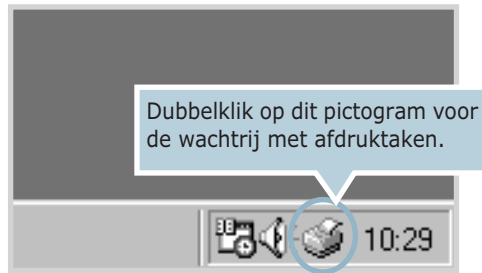 Dubbelklik op dit pictogram voor
de wachtrij met afdruktaken.
10:29